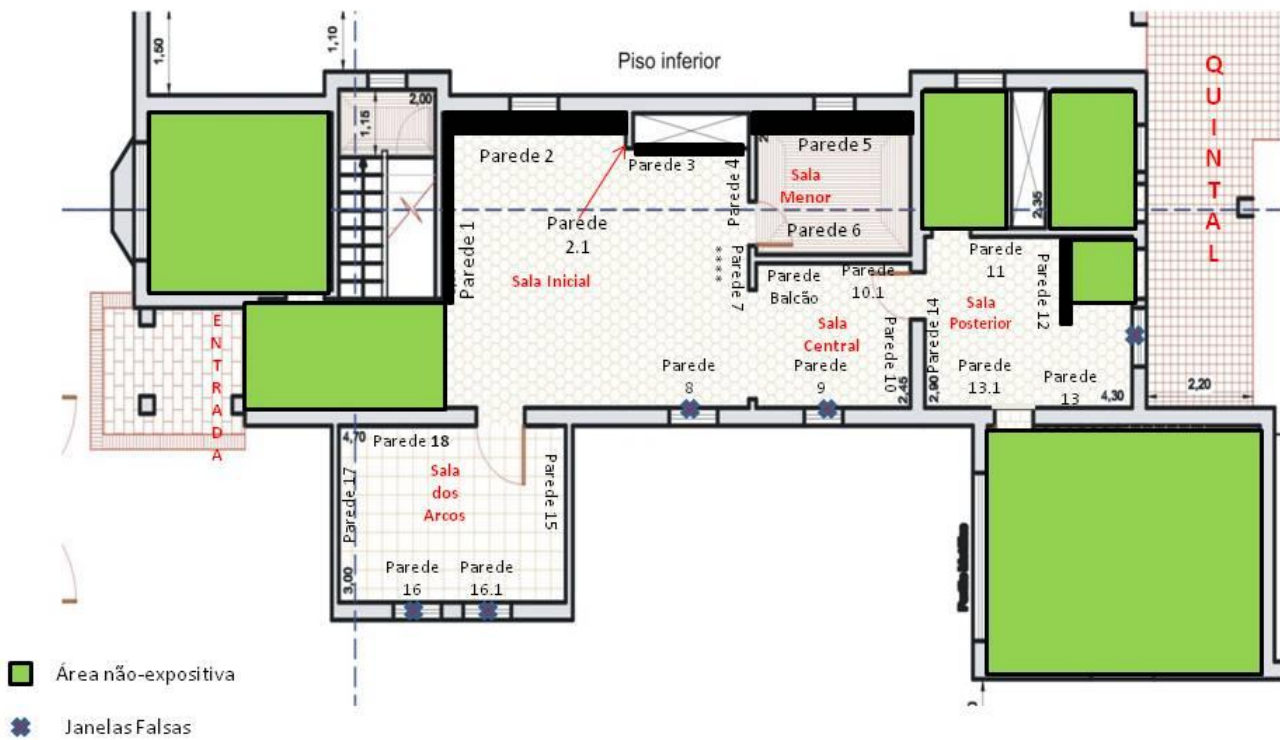 Piso inferior
1,50
1,10
2,00
1,15
QUINTAL
Parede 2
Parede 3
Parede 4
Parede 5
Sala
Menor
Parede 6
2,35
Parede 1
Parede
2.1
Sala Inicial
Parede 7
****
Parede
Balcão
Parede
10.1
Parede
11
Parede 12
Sala
Central
Sala
Posterior
Parede 14
ENTRADA
Parede
8
Parede
9
Parede 10
2,45
2,90
Parede
13.1
Parede
13
4,30
2,20
4,70
Parede 18
Sala
dos
Arcos
Parede 17
Parede 15
3,00
Parede
16
Parede
16.1
Área não-expositiva
Janelas Falsas